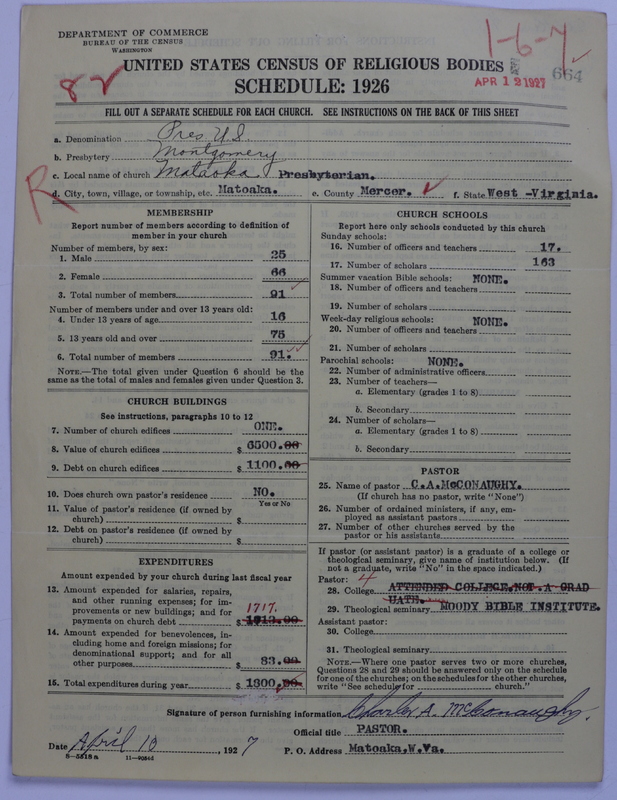 DEPARTMENT OF COMMERCE
BUREAU OF THE CENSUS
WASHINGTON
1-6-7
82
UNITED STATES CENSUS OF RELIGIOUS BODIES
SCHEDULE: 1926
APR 12 1927
664
FILL OUT A SEPARATE SCHEDULE FOR EACH CHURCH. SEE INSTRUCTIONS ON THE BACK OF THIS SHEET
a. Denomination Pres US
b. Presbytery Montgomery
c. Local name of church Mataoka Presbyterian.
R
d. City, town, village, or township, etc. Matoaka. e. County Mercer. f. State West -Virginia.
MEMBERSHIP
Report number of members according to definition of
member in your church
Number of members, by sex:
1. Male 25
2. Female 66
3. Total number of members 91
Number of members under and over 13 years old:
4. Under 13 years of age 16
5. 13 years old and over 75
6. Total number of members 91.
NOTE.—The total given under Question 6 should be
same as the total of males and females given under Question 3.
CHURCH BUILDINGS
See instructions, paragraphs 10 to 12
7. Number of church edifices ONE.
8. Value of church edifices $ 6500.00
9. Debt on church edifices $ 1100.00
10. Does church own pastor's residence NO.
Yes or No
11. Value of pastor's residence (if owned by
church) $
12. Debt on pastor's residence (if owned by
church) $
EXPENDITURES
Amount expended by your church during last fiscal year
13. Amount expended for salaries, repairs,
and other running expenses; for im-
provements or new buildings; and for 1717.
payments on church debt $
14. Amount expended for benevolences, in-
cluding home and foreign missions; for
denominational support; and for all
other purposes $ 83.00
15. Total expenditures during year $ 1800.00
CHURCH SCHOOLS
Report here only schools conducted by this church
Sunday schools:
16. Number of officers and teachers 17.
17. Number of scholars 163
Summer vacation Bible schools: NONE.
18. Number of officers and teachers
19. Number of scholars
Week-day religious schools: NONE.
20. Number of officers and teachers
21. Number of scholars
Parochial schools: NONE.
22. Number of administrative officers
23. Number of teachers—
a. Elementary (grades 1 to 8)
b. Secondary
24. Number of scholars—
a. Elementary (grades 1 to 8)
b. Secondary
PASTOR
25. Name of pastor C.A.McCONAUGHY.
(If church has no pastor, write "None")
26. Number of ordained ministers, if any, em-
ployed as assistant pastors
27. Number of other churches served by the
pastor or his assistants
If pastor (or assistant pastor) is a graduate of a college or
theological seminary, give name of institution below. (If
not a graduate, write "No" in the space indicated.)
Pastor: 4
28. College ATTENDED COLLEGE,NOT A GRAD
UATE.
29. Theological seminary MOODY BIBLE INSTITUTE.
Assistant pastor:
30. College
31. Theological seminary
NOTE.—Where one pastor serves two or more churches,
Questions 28 and 29 should be answered only on the schedule
for one of the churches; on the schedules for the other churches,
write "See schedule for church."
Signature of person furnishing information Charles A. McConaughy.
Official title PASTOR.
Date April 10, 1927 P. O. Address Matoaka,W.Va.
8—5518a 11—9056d